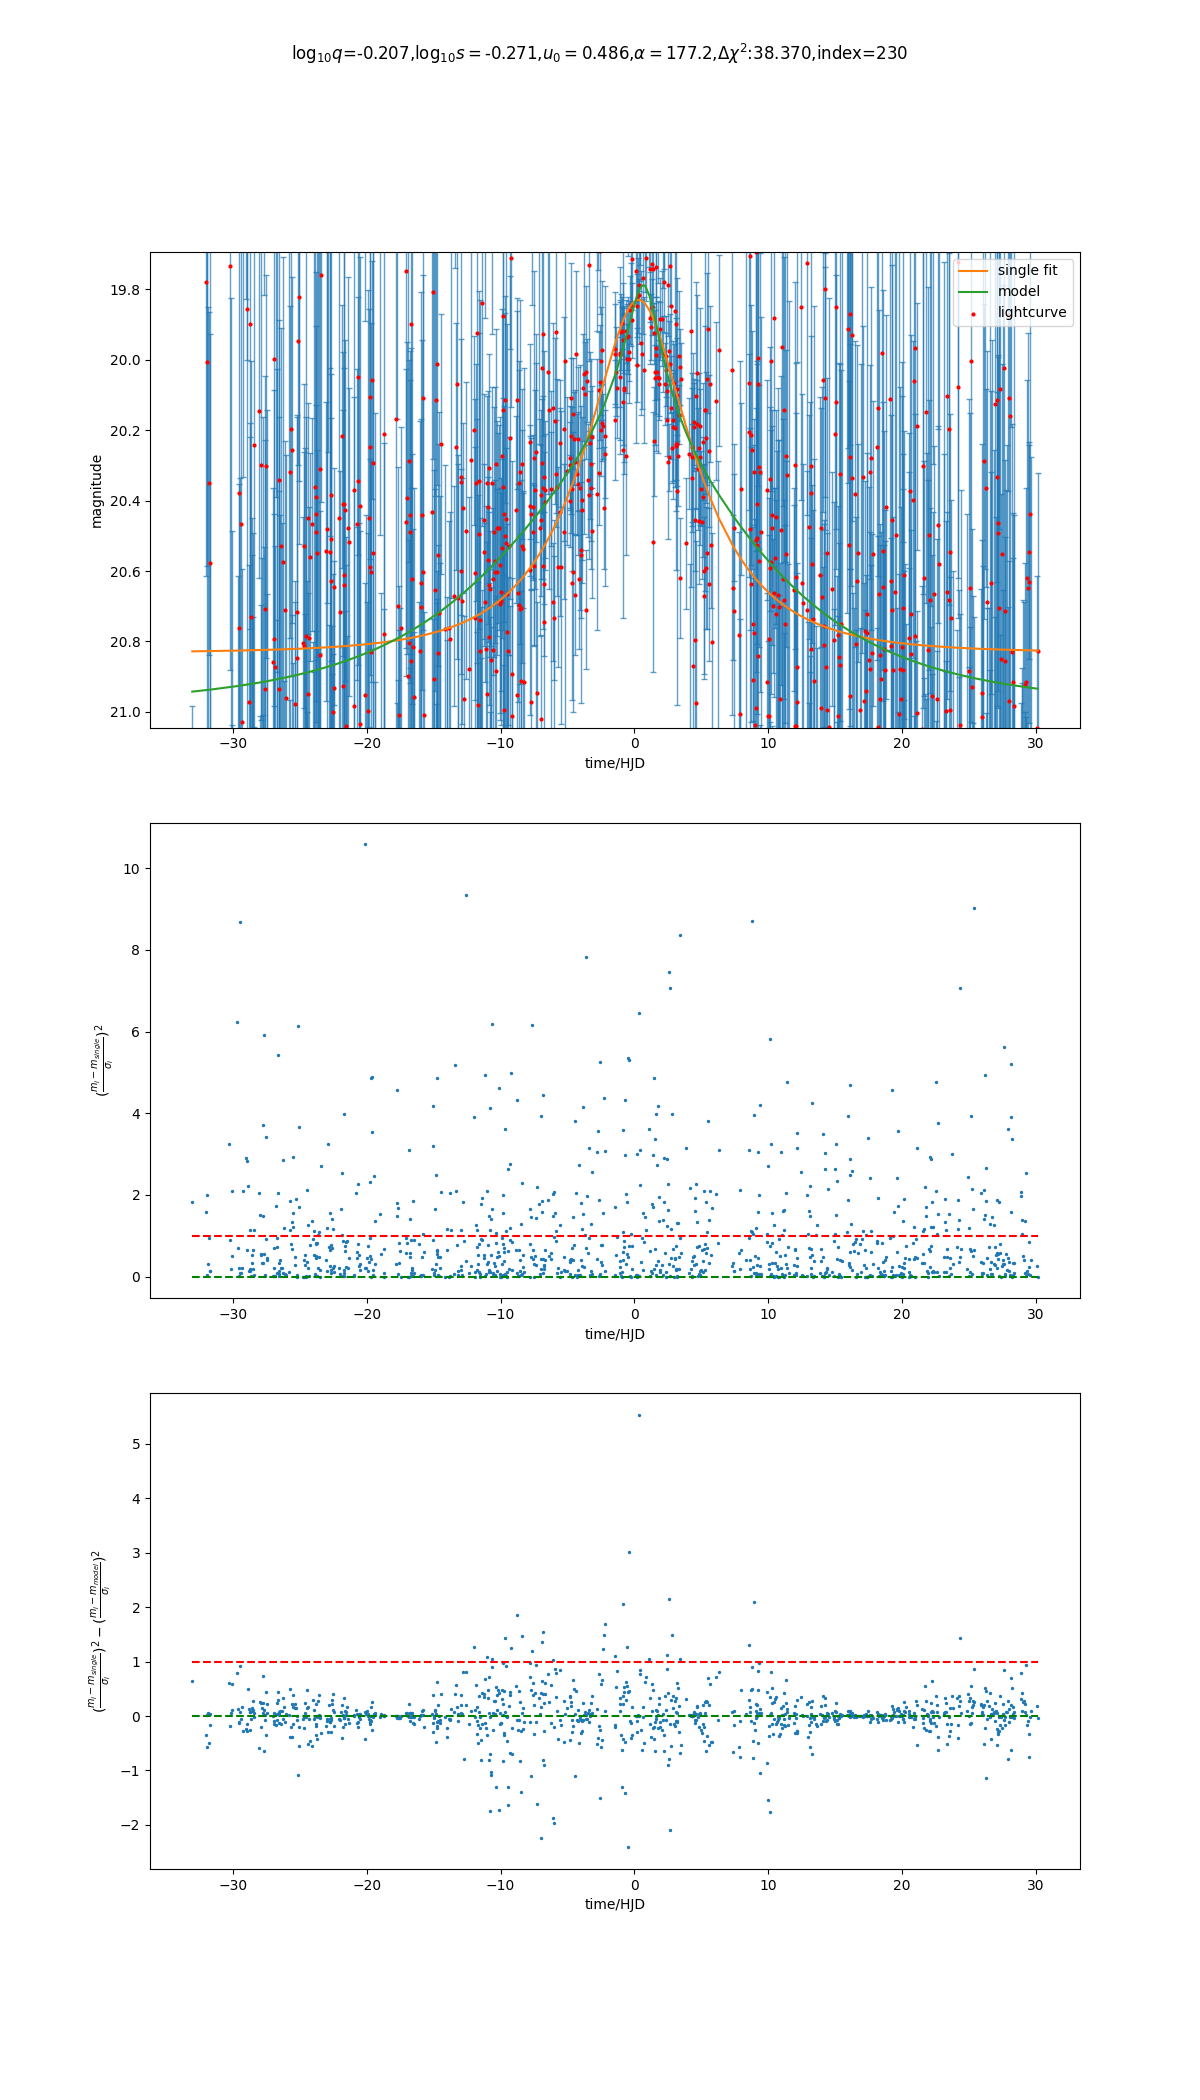 log₁₀q=-0.207,log₁₀s = -0.271,u₀ = 0.486,α = 177.2,Δχ²:38.370,index=230
single fit
model
lightcurve
19.8
20.0
20.2
20.4
20.6
20.8
21.0
magnitude
−30 −20 −10 0 10 20 30
time/HJD
10
8
6
4
2
0
(mᵢ − m_single / σᵢ)²
−30 −20 −10 0 10 20 30
time/HJD
5
4
3
2
1
0
−1
−2
(mᵢ − m_single / σᵢ)² − (mᵢ − m_model / σᵢ)²
−30 −20 −10 0 10 20 30
time/HJD